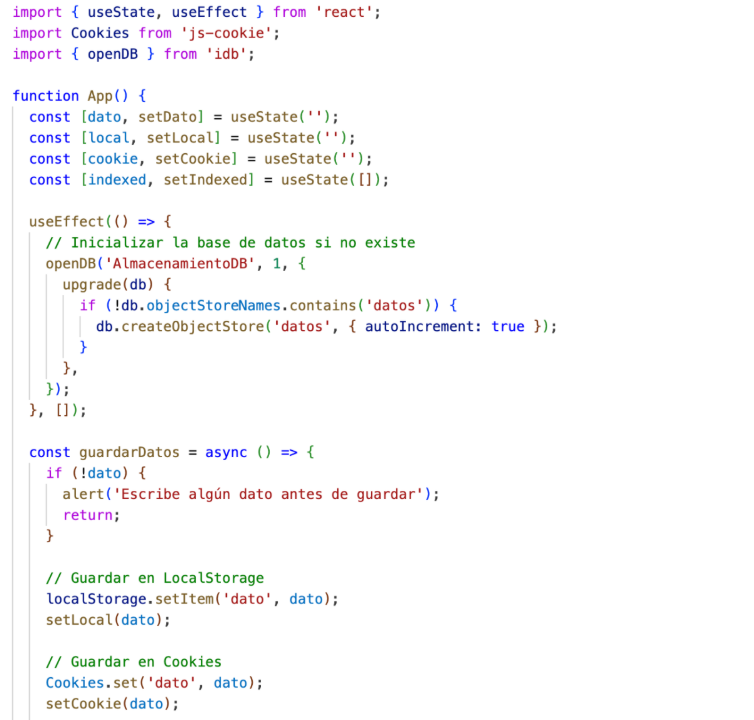 import { useState, useEffect } from 'react';
import Cookies from 'js-cookie';
import { openDB } from 'idb';

function App() {
  const [dato, setDato] = useState('');
  const [local, setLocal] = useState('');
  const [cookie, setCookie] = useState('');
  const [indexed, setIndexed] = useState([]);

  useEffect(() => {
    // Inicializar la base de datos si no existe
    openDB('AlmacenamientoDB', 1, {
      upgrade(db) {
        if (!db.objectStoreNames.contains('datos')) {
          db.createObjectStore('datos', { autoIncrement: true });
        }
      },
    });
  }, []);

  const guardarDatos = async () => {
    if (!dato) {
      alert('Escribe algún dato antes de guardar');
      return;
    }

    // Guardar en LocalStorage
    localStorage.setItem('dato', dato);
    setLocal(dato);

    // Guardar en Cookies
    Cookies.set('dato', dato);
    setCookie(dato);